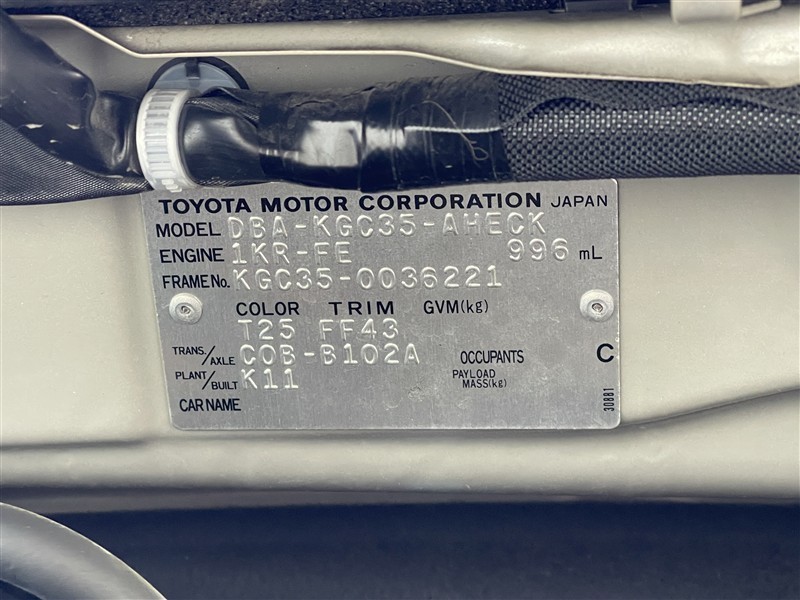 TOYOTA MOTOR CORPORATION JAPAN
MODEL DBA-KGC35-AHECK
ENGINE 1KR-FE 996 mL
FRAME No. KGC35-0036221
COLOR TRIM GVM(kg)
T25 FF43
TRANS./AXLE C0B-B102A OCCUPANTS C
PLANT/BUILT K11 PAYLOAD MASS(kg)
CAR NAME
30881